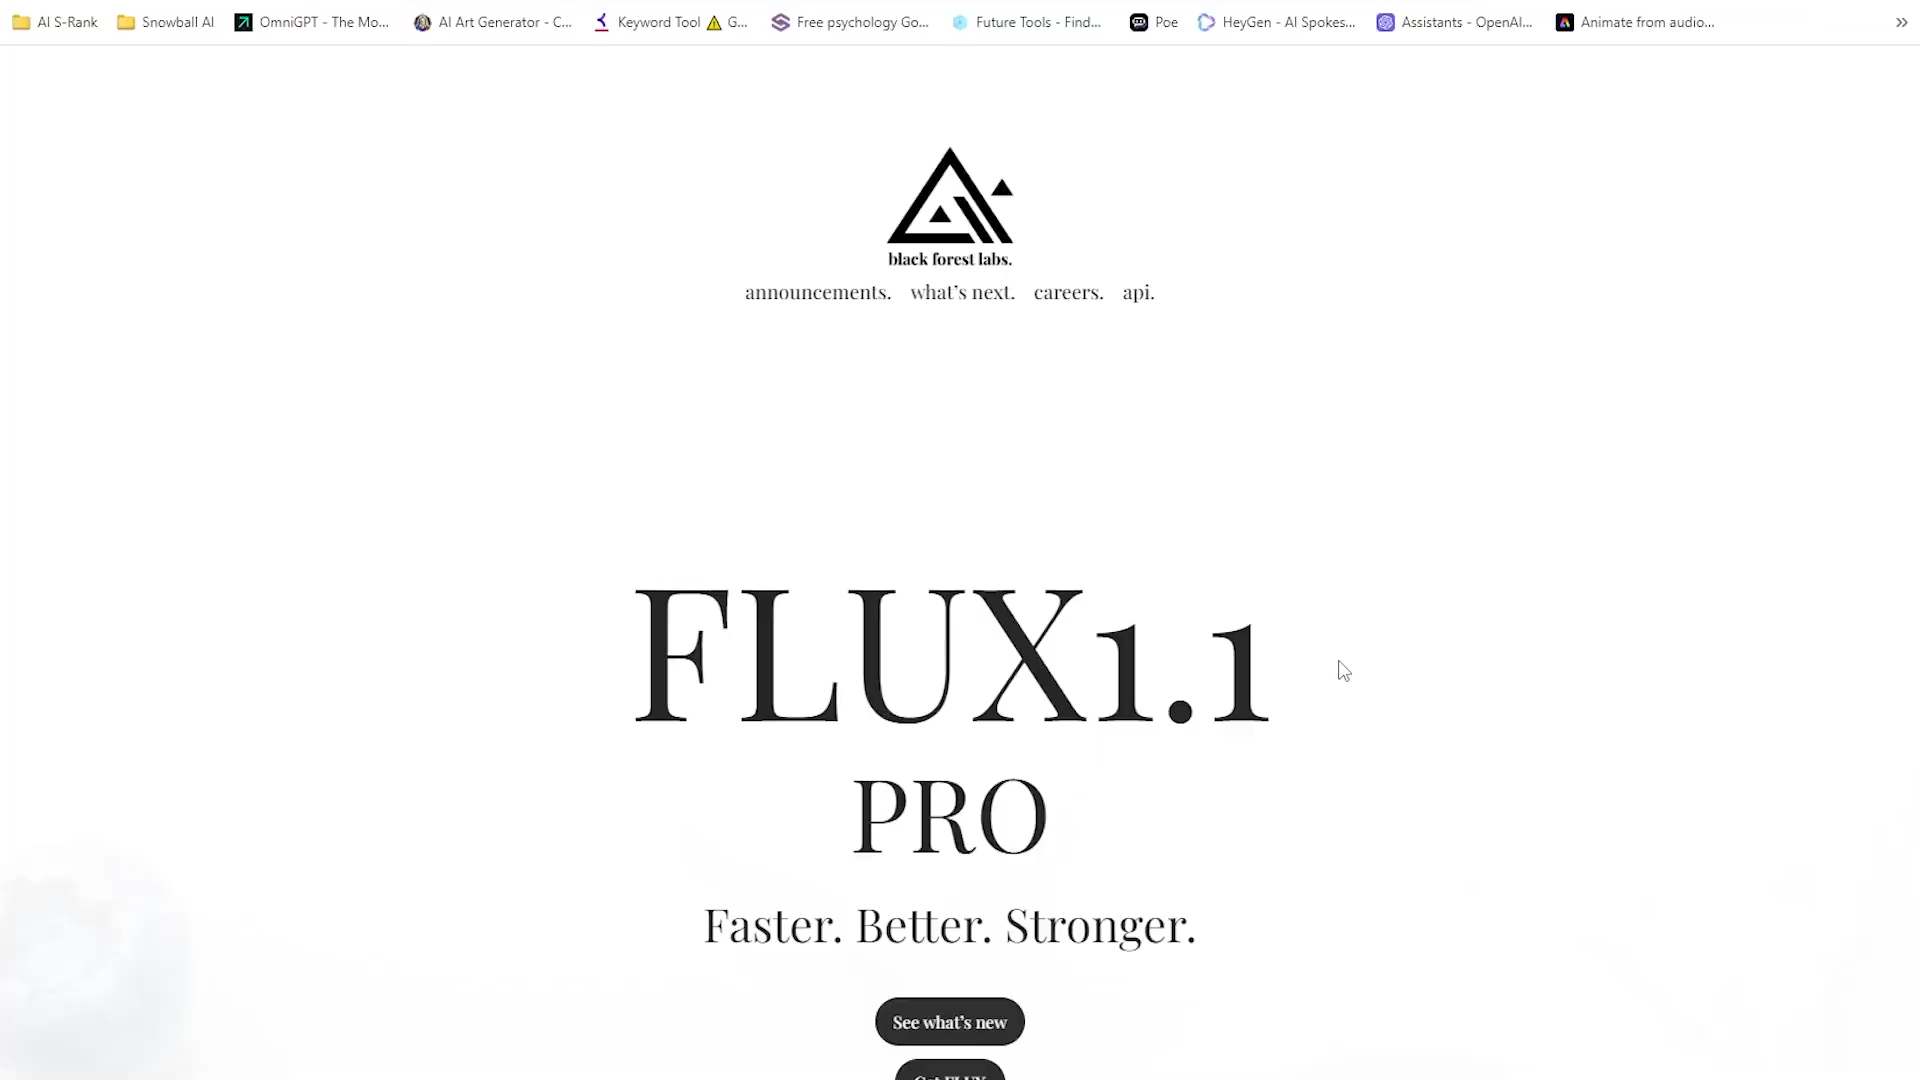 AI S-Rank Snowball AI OmniGPT - The Mo... AI Art Generator - C... Keyword Tool G... Free psychology Go... Future Tools - Find... Poe HeyGen - AI Spokes... Assistants - OpenAI... Animate from audio... »
black forest labs.
announcements. what's next. careers. api.
FLUX1.1
PRO
Faster. Better. Stronger.
See what's new
Get FLUX